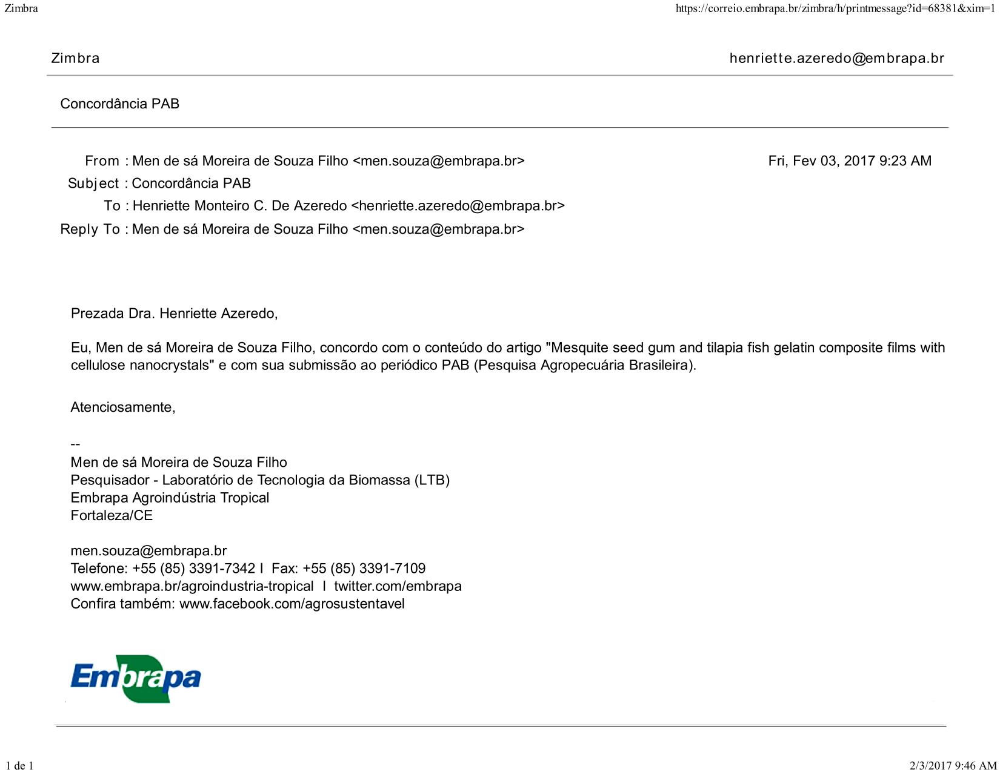 Zimbra https://correio.embrapa.br/zimbra/h/printmessage?id=68381&xim=1
Zimbra henriette.azeredo@embrapa.br
Concordância PAB
From : Men de sá Moreira de Souza Filho <men.souza@embrapa.br> Fri, Fev 03, 2017 9:23 AM
Subject : Concordância PAB
To : Henriette Monteiro C. De Azeredo <henriette.azeredo@embrapa.br>
Reply To : Men de sá Moreira de Souza Filho <men.souza@embrapa.br>
Prezada Dra. Henriette Azeredo,
Eu, Men de sá Moreira de Souza Filho, concordo com o conteúdo do artigo "Mesquite seed gum and tilapia fish gelatin composite films with
cellulose nanocrystals" e com sua submissão ao periódico PAB (Pesquisa Agropecuária Brasileira).
Atenciosamente,
--
Men de sá Moreira de Souza Filho
Pesquisador - Laboratório de Tecnologia da Biomassa (LTB)
Embrapa Agroindústria Tropical
Fortaleza/CE
men.souza@embrapa.br
Telefone: +55 (85) 3391-7342 I Fax: +55 (85) 3391-7109
www.embrapa.br/agroindustria-tropical I twitter.com/embrapa
Confira também: www.facebook.com/agrosustentavel
Embrapa
1 de 1 2/3/2017 9:46 AM